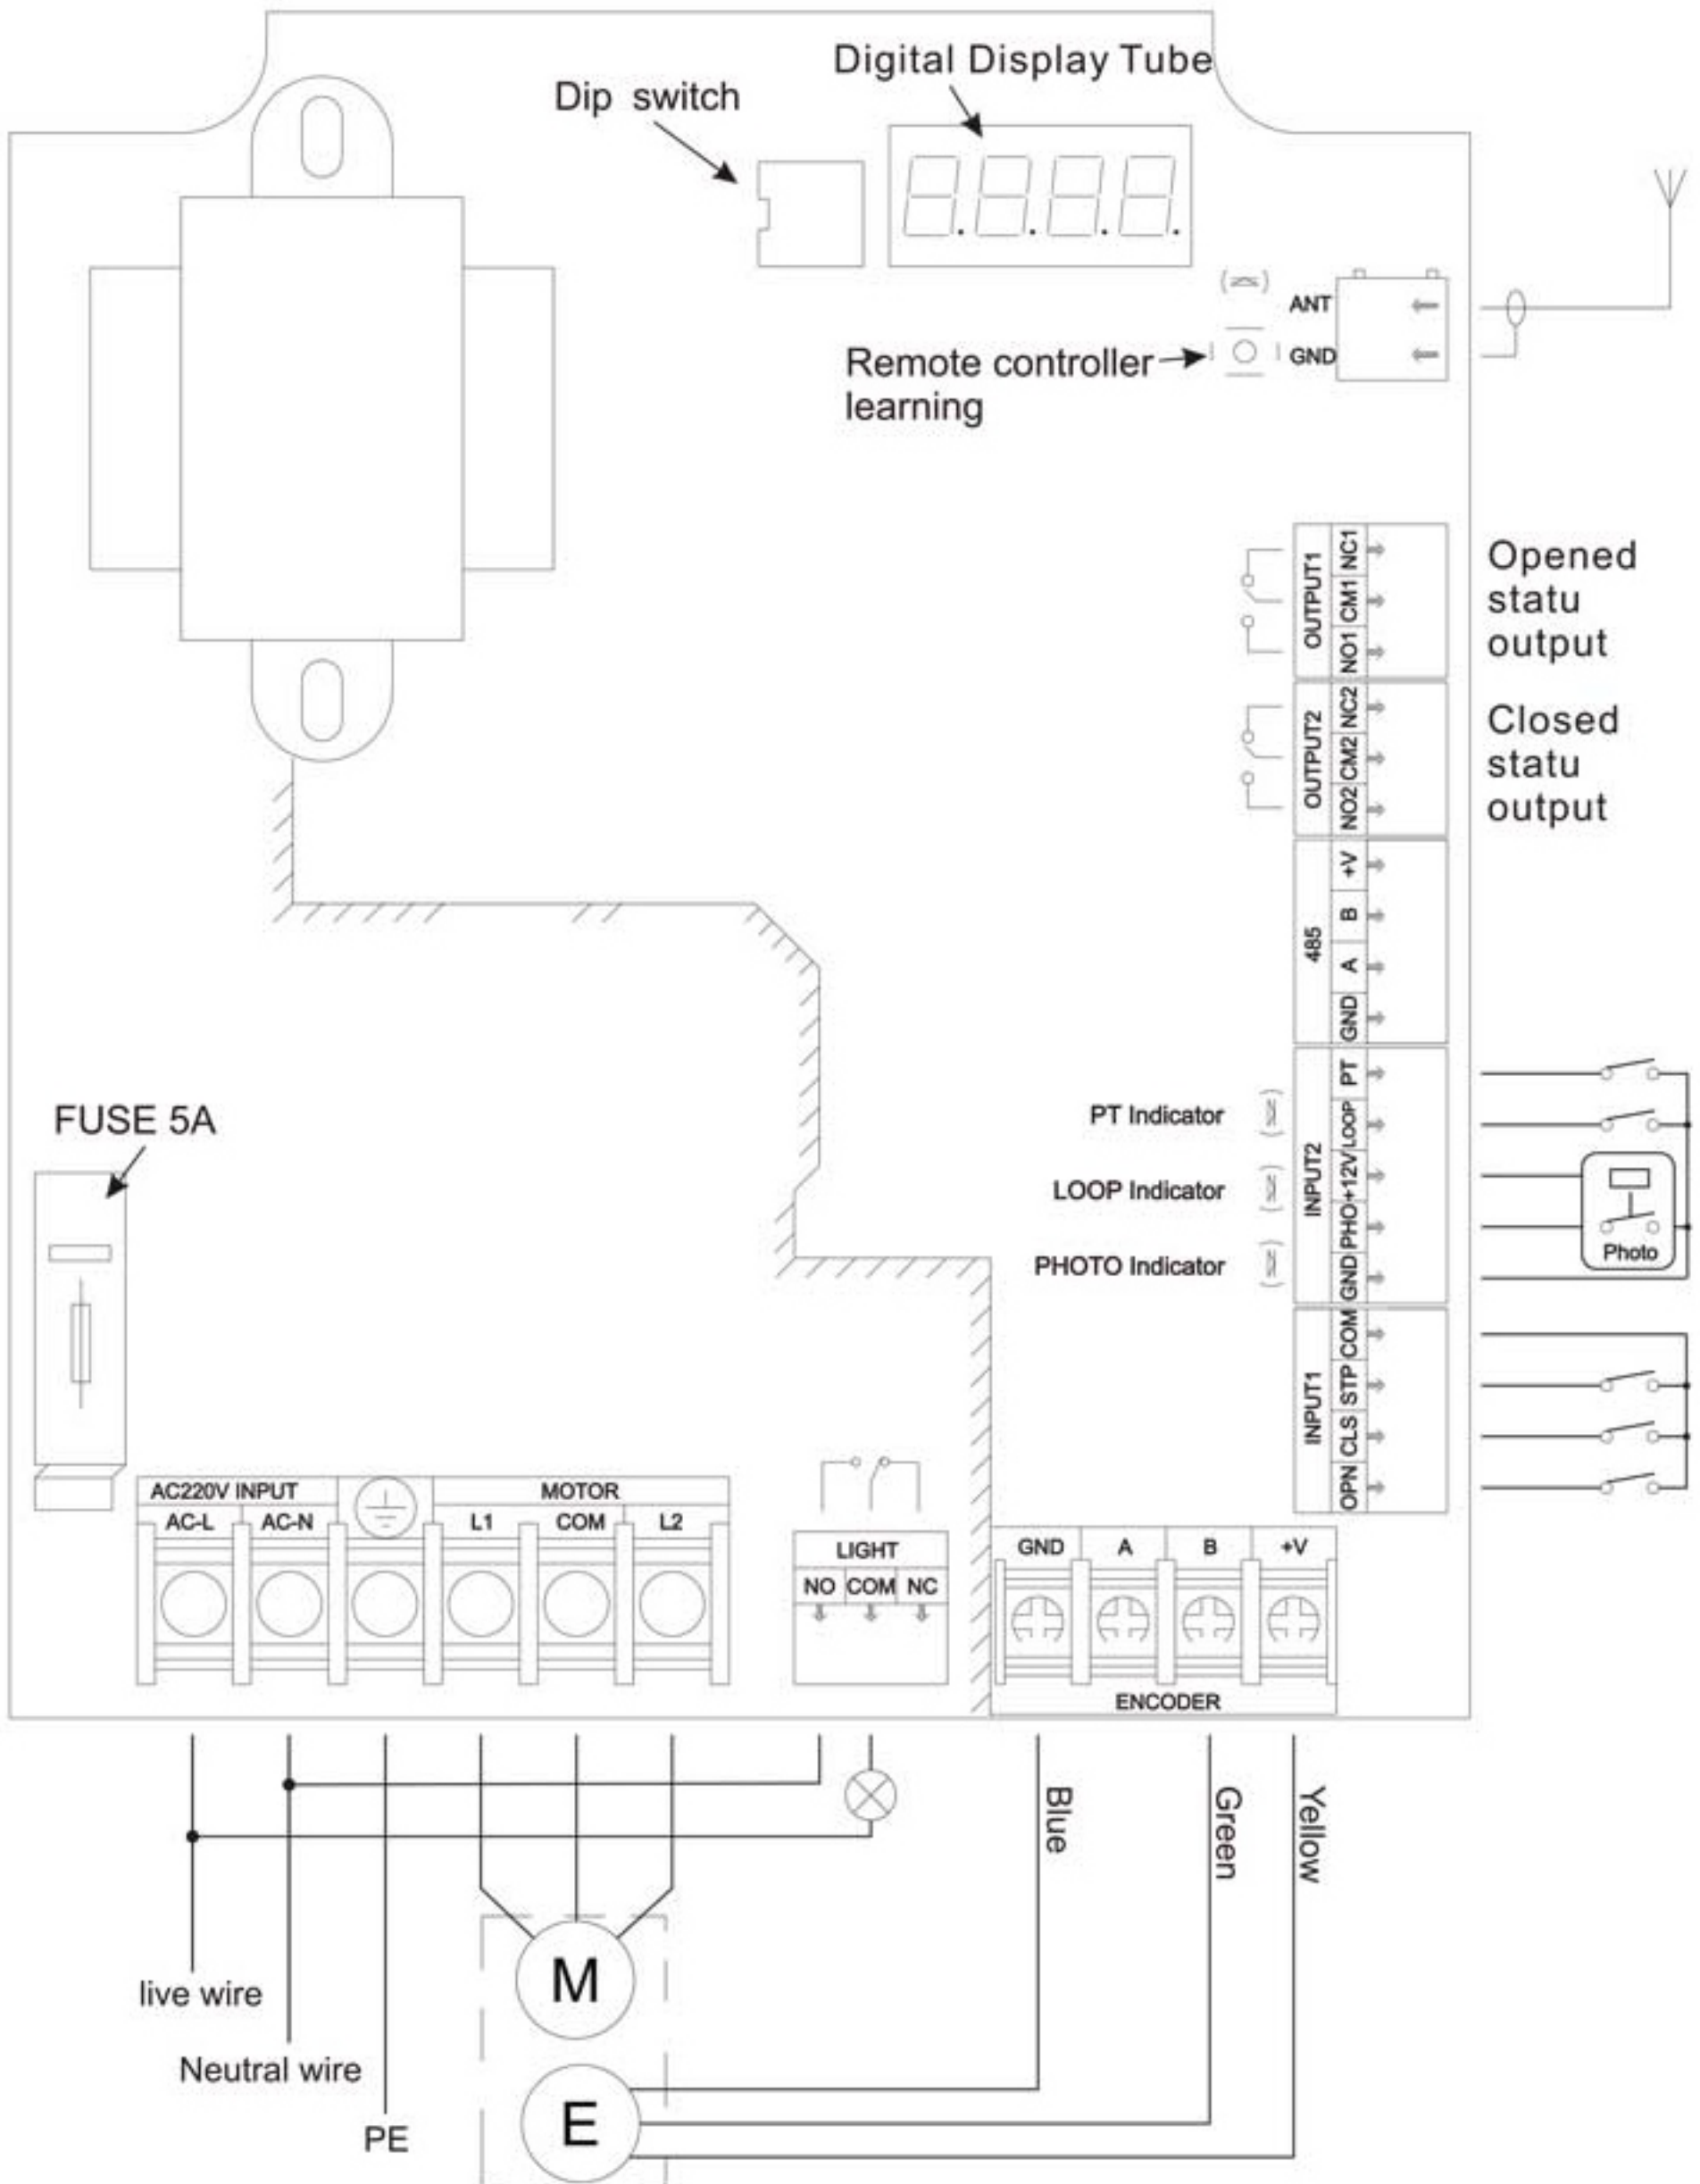 Digital Display Tube
Dip switch
ANT
GND
Remote controller
learning
OUTPUT1
NC1
CM1
NO1
Opened
statu
output
OUTPUT2
NC2
CM2
NO2
Closed
statu
output
485
+V
B
A
GND
INPUT2
PT
LOOP
+12V
PHO
GND
PT Indicator
LOOP Indicator
PHOTO Indicator
Photo
FUSE 5A
INPUT1
COM
STP
CLS
OPN
AC220V INPUT
MOTOR
AC-L
AC-N
L1
COM
L2
LIGHT
NO
COM
NC
GND
A
B
+V
ENCODER
Blue
Green
Yellow
live wire
Neutral wire
PE
M
E